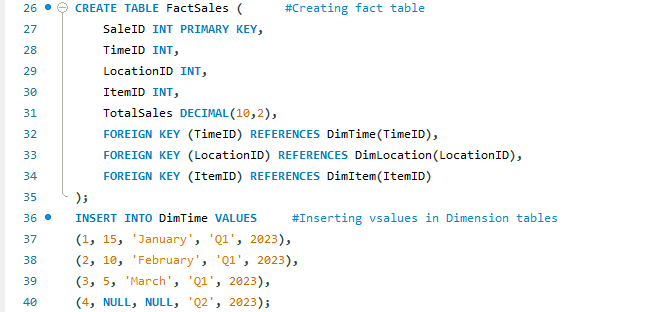 26 CREATE TABLE FactSales (      #Creating fact table
27     SaleID INT PRIMARY KEY,
28     TimeID INT,
29     LocationID INT,
30     ItemID INT,
31     TotalSales DECIMAL(10,2),
32     FOREIGN KEY (TimeID) REFERENCES DimTime(TimeID),
33     FOREIGN KEY (LocationID) REFERENCES DimLocation(LocationID),
34     FOREIGN KEY (ItemID) REFERENCES DimItem(ItemID)
35 );
36 INSERT INTO DimTime VALUES     #Inserting vsalues in Dimension tables
37 (1, 15, 'January', 'Q1', 2023),
38 (2, 10, 'February', 'Q1', 2023),
39 (3, 5, 'March', 'Q1', 2023),
40 (4, NULL, NULL, 'Q2', 2023);